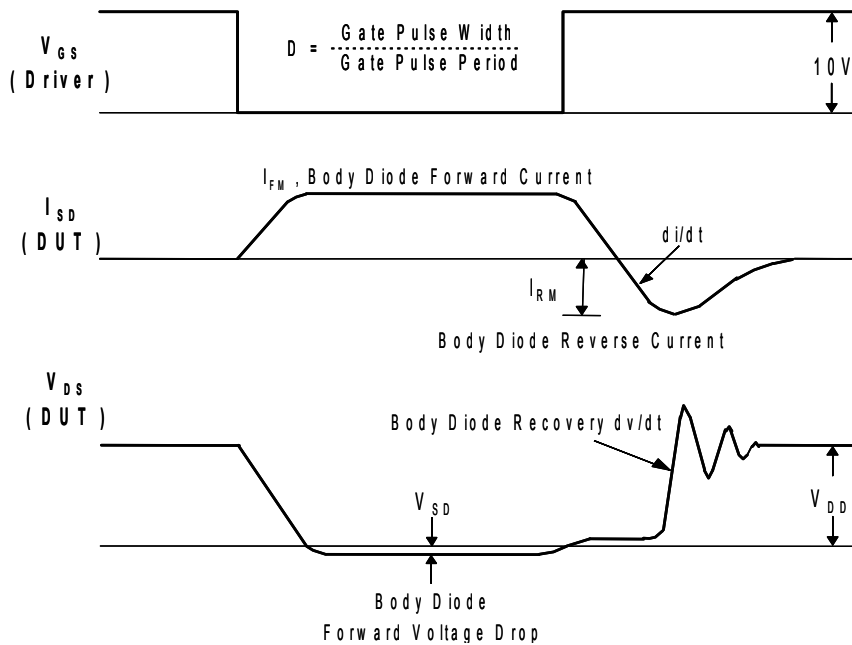 V_GS
(Driver)
D = Gate Pulse Width
Gate Pulse Period
10V
I_FM , Body Diode Forward Current
I_SD
(DUT)
di/dt
I_RM
Body Diode Reverse Current
V_DS
(DUT)
Body Diode Recovery dv/dt
V_SD
V_DD
Body Diode
Forward Voltage Drop